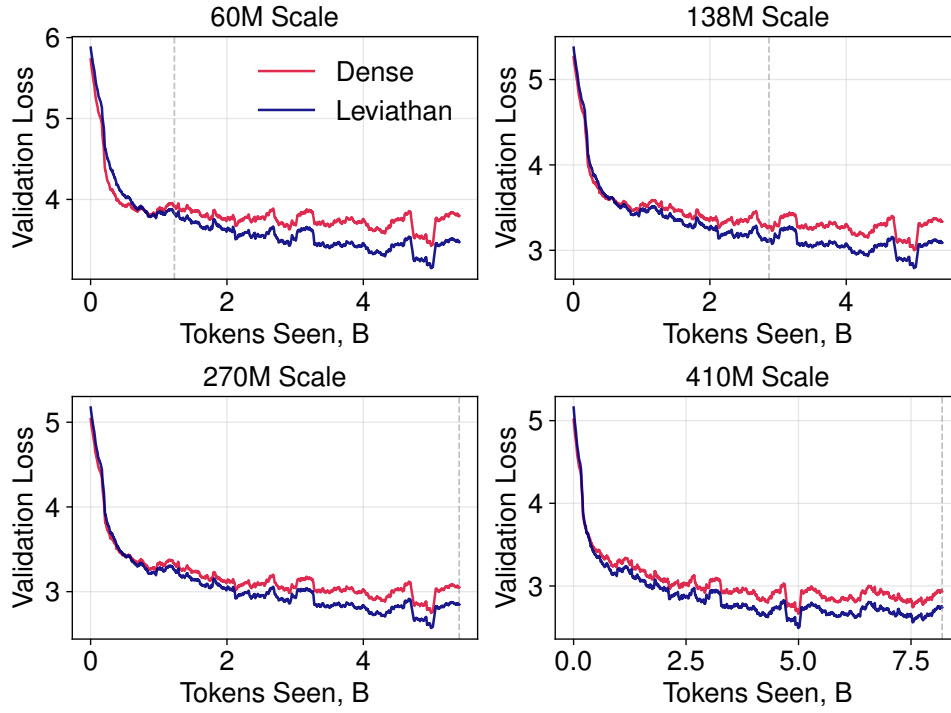 60M Scale
Validation Loss
6
5
4
0
2
4
Tokens Seen, B
Dense
Leviathan
138M Scale
Validation Loss
5
4
3
0
2
4
Tokens Seen, B
270M Scale
Validation Loss
5
4
3
0
2
4
Tokens Seen, B
410M Scale
Validation Loss
5
4
3
0.0
2.5
5.0
7.5
Tokens Seen, B